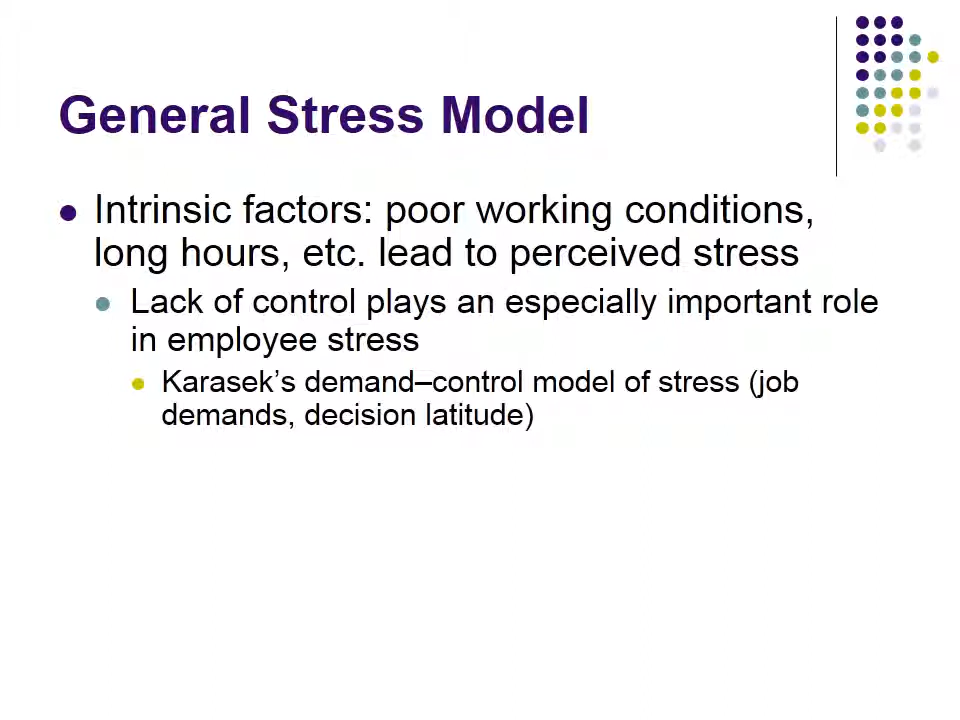 General Stress Model
Intrinsic factors: poor working conditions,
long hours, etc. lead to perceived stress
Lack of control plays an especially important role
in employee stress
Karasek’s demand–control model of stress (job
demands, decision latitude)